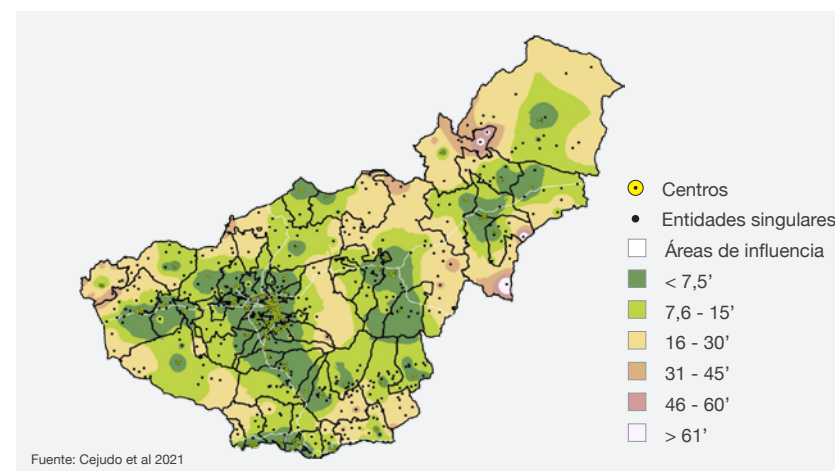 Centros
Entidades singulares
Áreas de influencia
< 7,5’
7,6 - 15’
16 - 30’
31 - 45’
46 - 60’
> 61’
Fuente: Cejudo et al 2021